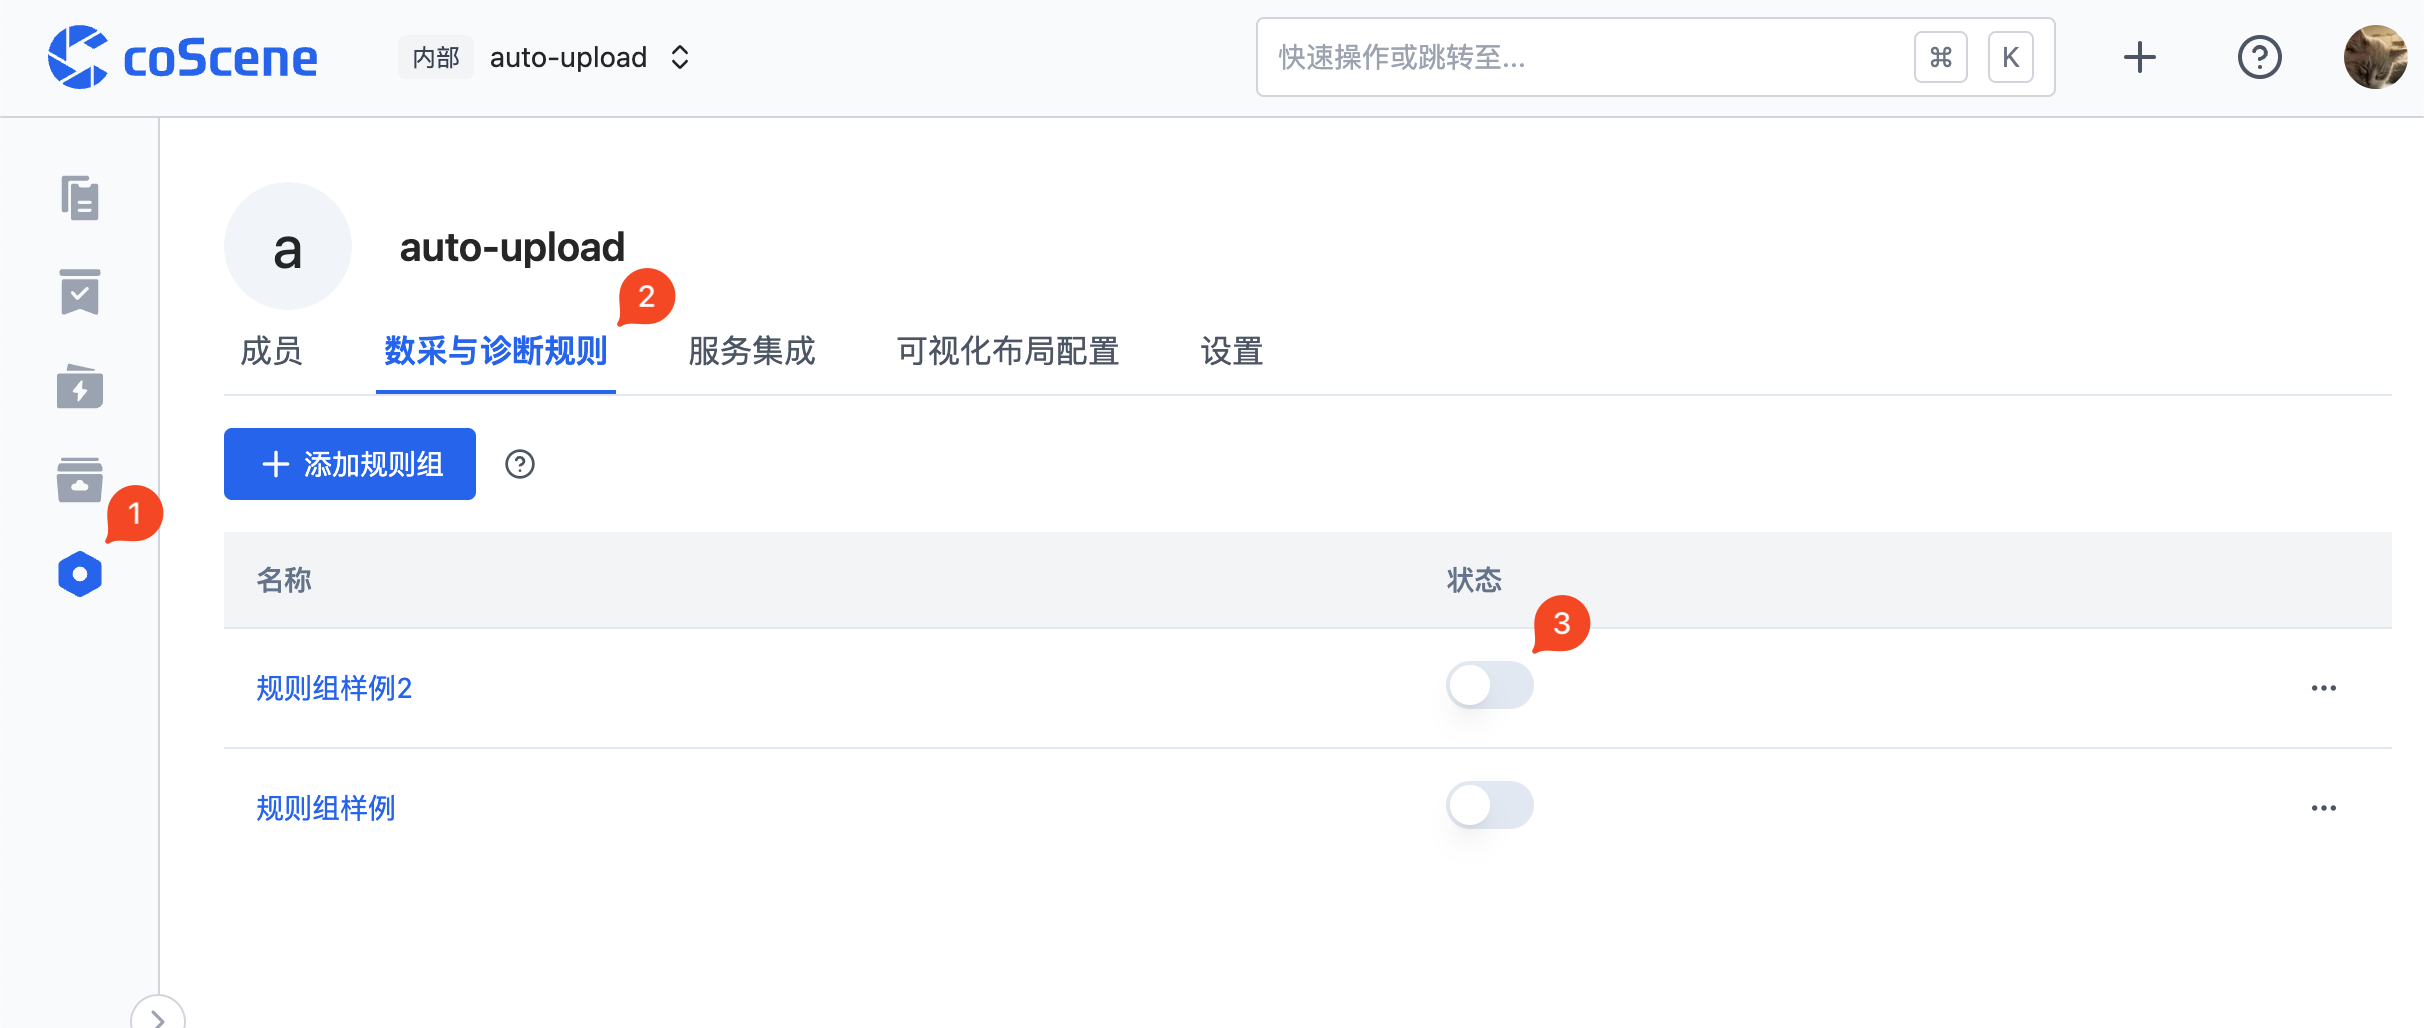 coScene
内部 auto-upload
快速操作或跳转至... ⌘ K
a
auto-upload
2
成员 数采与诊断规则 服务集成 可视化布局配置 设置
添加规则组
1
名称 状态
3
规则组样例2
规则组样例